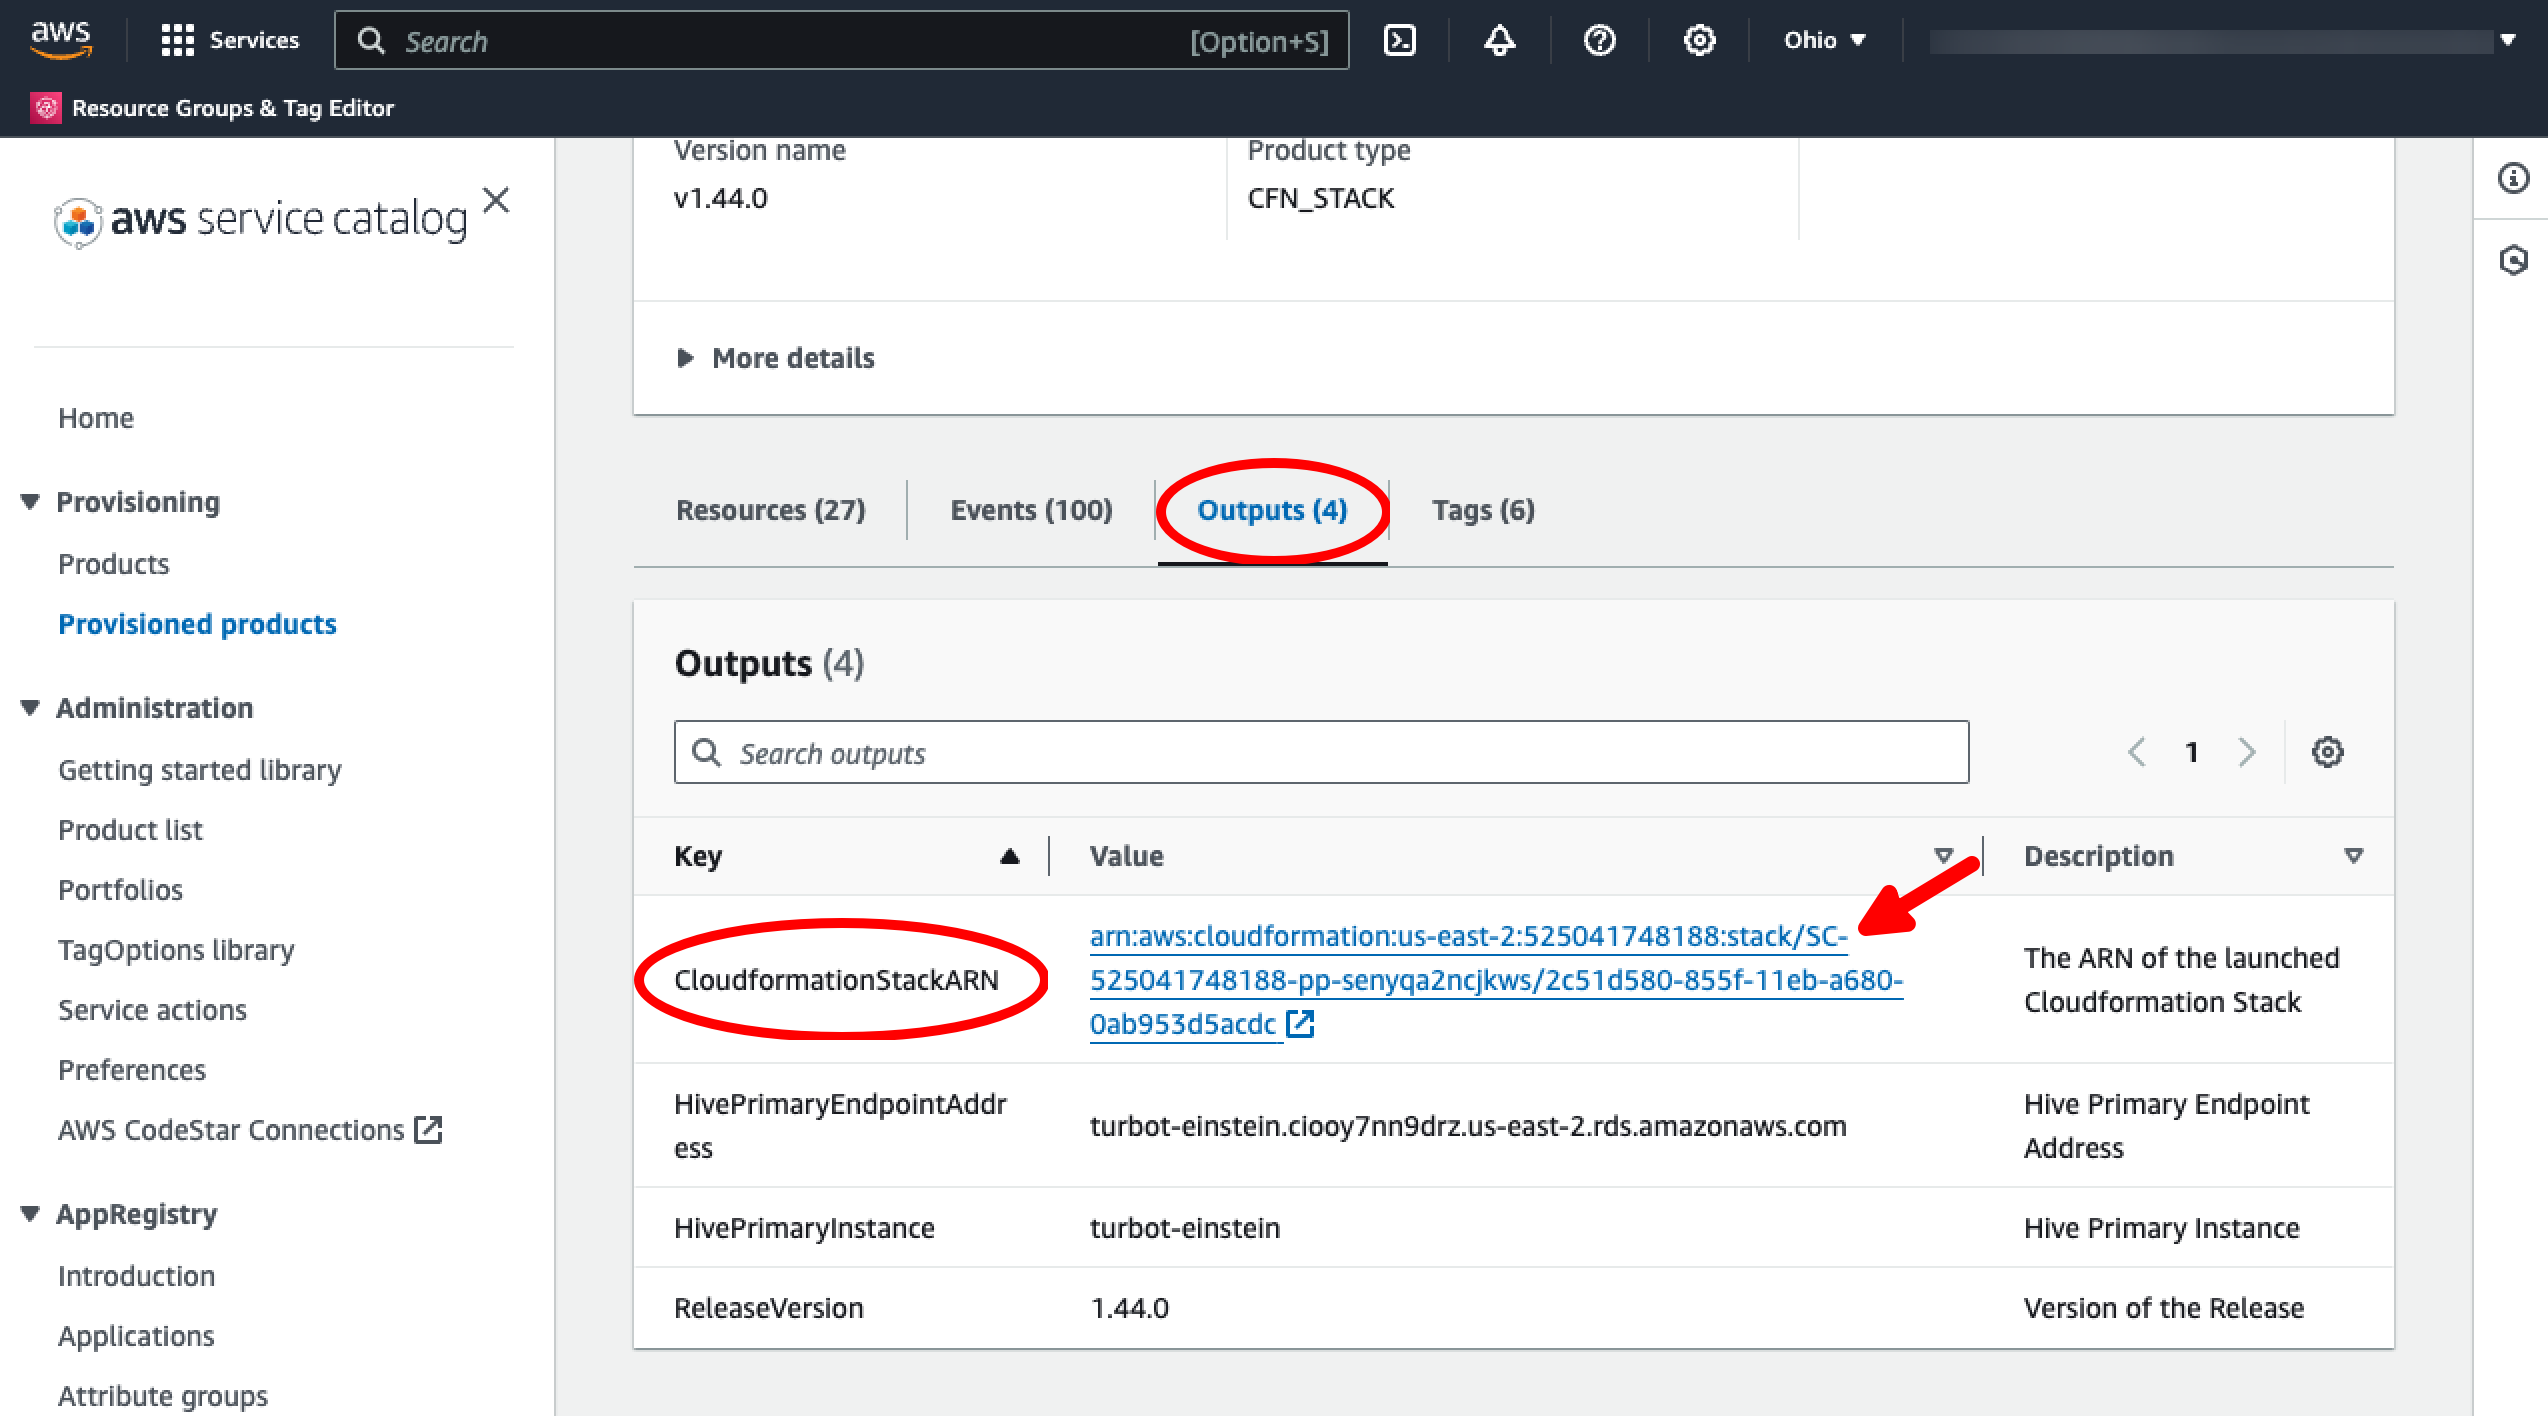 aws
Services
Search
[Option+S]
Ohio
Resource Groups & Tag Editor
aws service catalog
Home
Provisioning
Products
Provisioned products
Administration
Getting started library
Product list
Portfolios
TagOptions library
Service actions
Preferences
AWS CodeStar Connections
AppRegistry
Introduction
Applications
Attribute groups
Version name
v1.44.0
Product type
CFN_STACK
More details
Resources (27)
Events (100)
Outputs (4)
Tags (6)
Outputs (4)
Search outputs
1
Key
Value
Description
CloudformationStackARN
arn:aws:cloudformation:us-east-2:525041748188:stack/SC-
525041748188-pp-senyqa2ncjkws/2c51d580-855f-11eb-a680-
0ab953d5acdc
The ARN of the launched
Cloudformation Stack
HivePrimaryEndpointAddr
ess
turbot-einstein.ciooy7nn9drz.us-east-2.rds.amazonaws.com
Hive Primary Endpoint
Address
HivePrimaryInstance
turbot-einstein
Hive Primary Instance
ReleaseVersion
1.44.0
Version of the Release